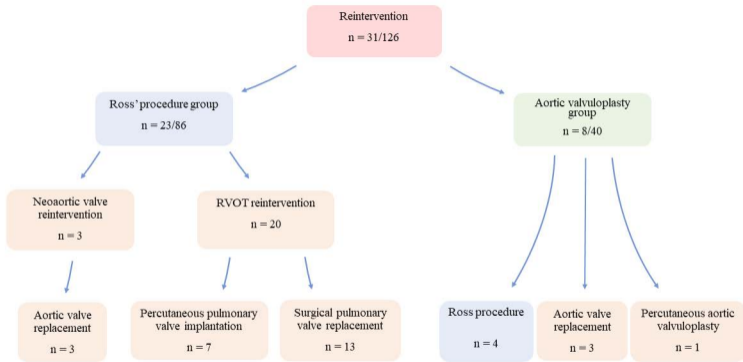 Reintervention
n = 31/126
Ross’ procedure group
n = 23/86
Aortic valvuloplasty
group
n = 8/40
Neoaortic valve
reintervention
n = 3
RVOT reintervention
n = 20
Aortic valve
replacement
n = 3
Percutaneous pulmonary
valve implantation
n = 7
Surgical pulmonary
valve replacement
n = 13
Ross procedure
n = 4
Aortic valve
replacement
n = 3
Percutaneous aortic
valvuloplasty
n = 1